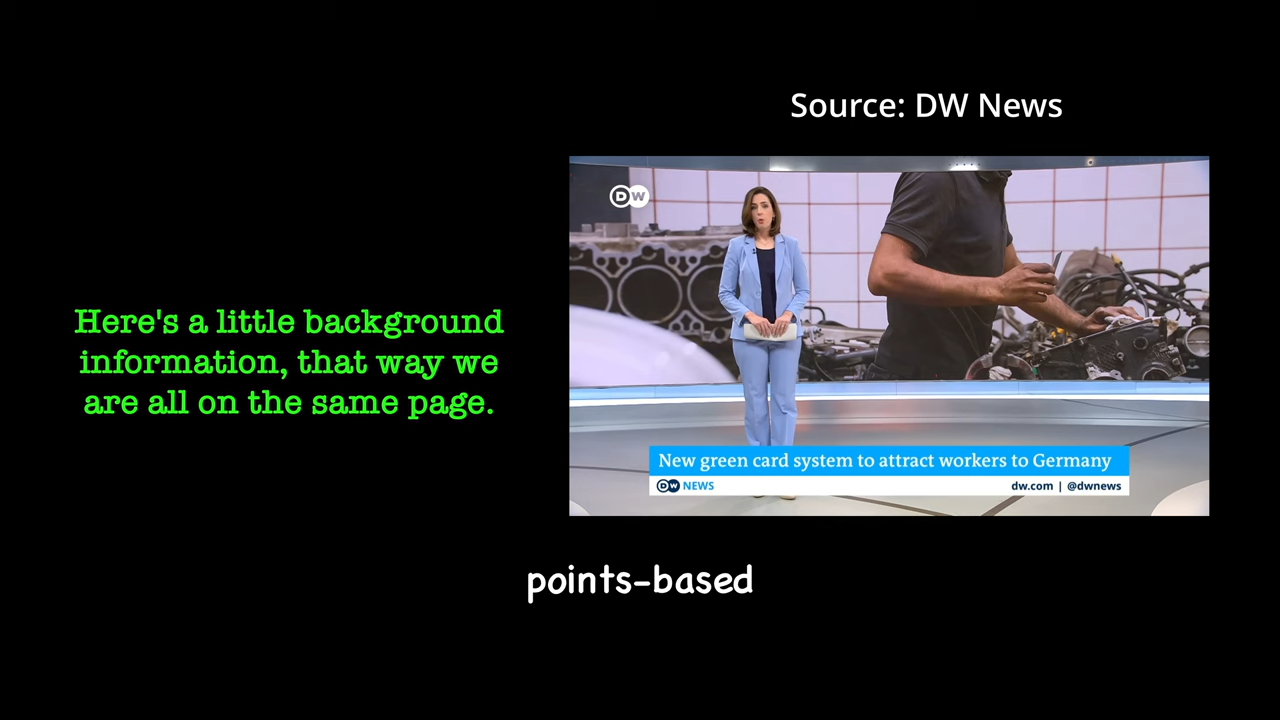 Source: DW News
DW
Here's a little background
information, that way we
are all on the same page.
New green card system to attract workers to Germany
DW NEWS
dw.com | @dwnews
points-based